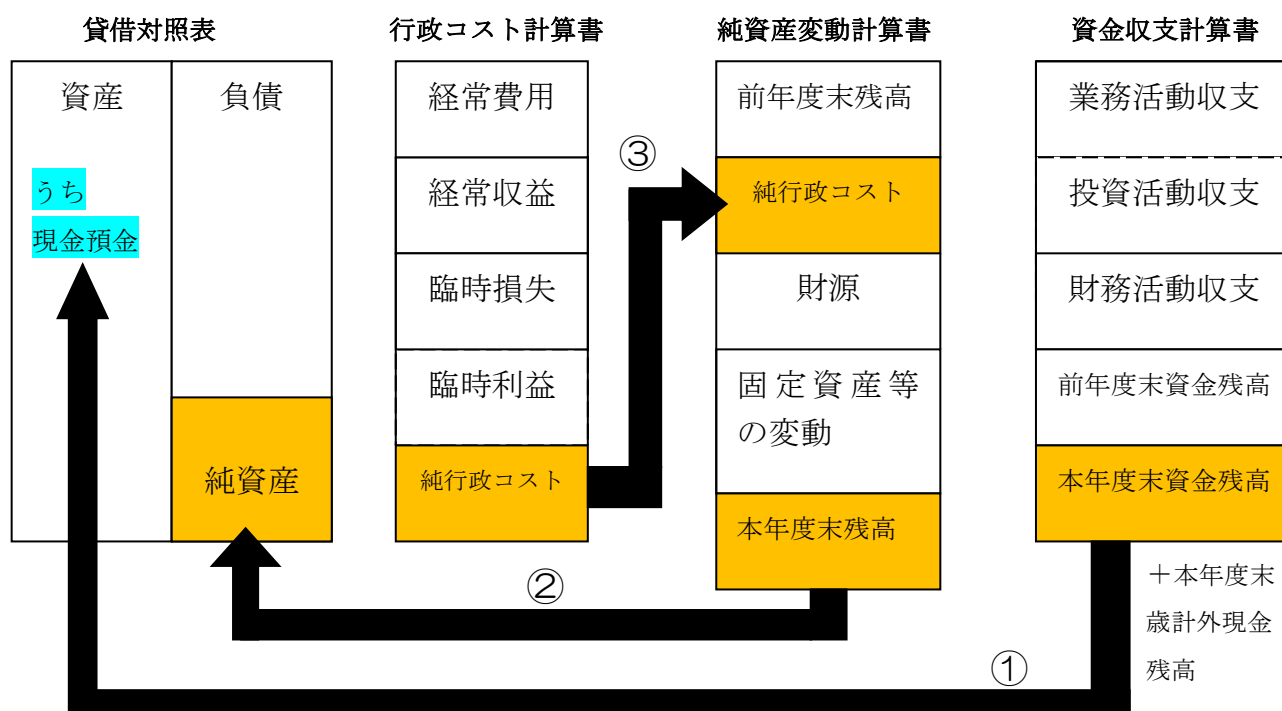 貸借対照表
資産
うち
現金預金
負債
純資産
行政コスト計算書
経常費用
経常収益
臨時損失
臨時利益
純行政コスト
③
純資産変動計算書
前年度末残高
純行政コスト
財源
固定資産等
の変動
本年度末残高
②
資金収支計算書
業務活動収支
投資活動収支
財務活動収支
前年度末資金残高
本年度末資金残高
＋本年度末
歳計外現金
残高
①